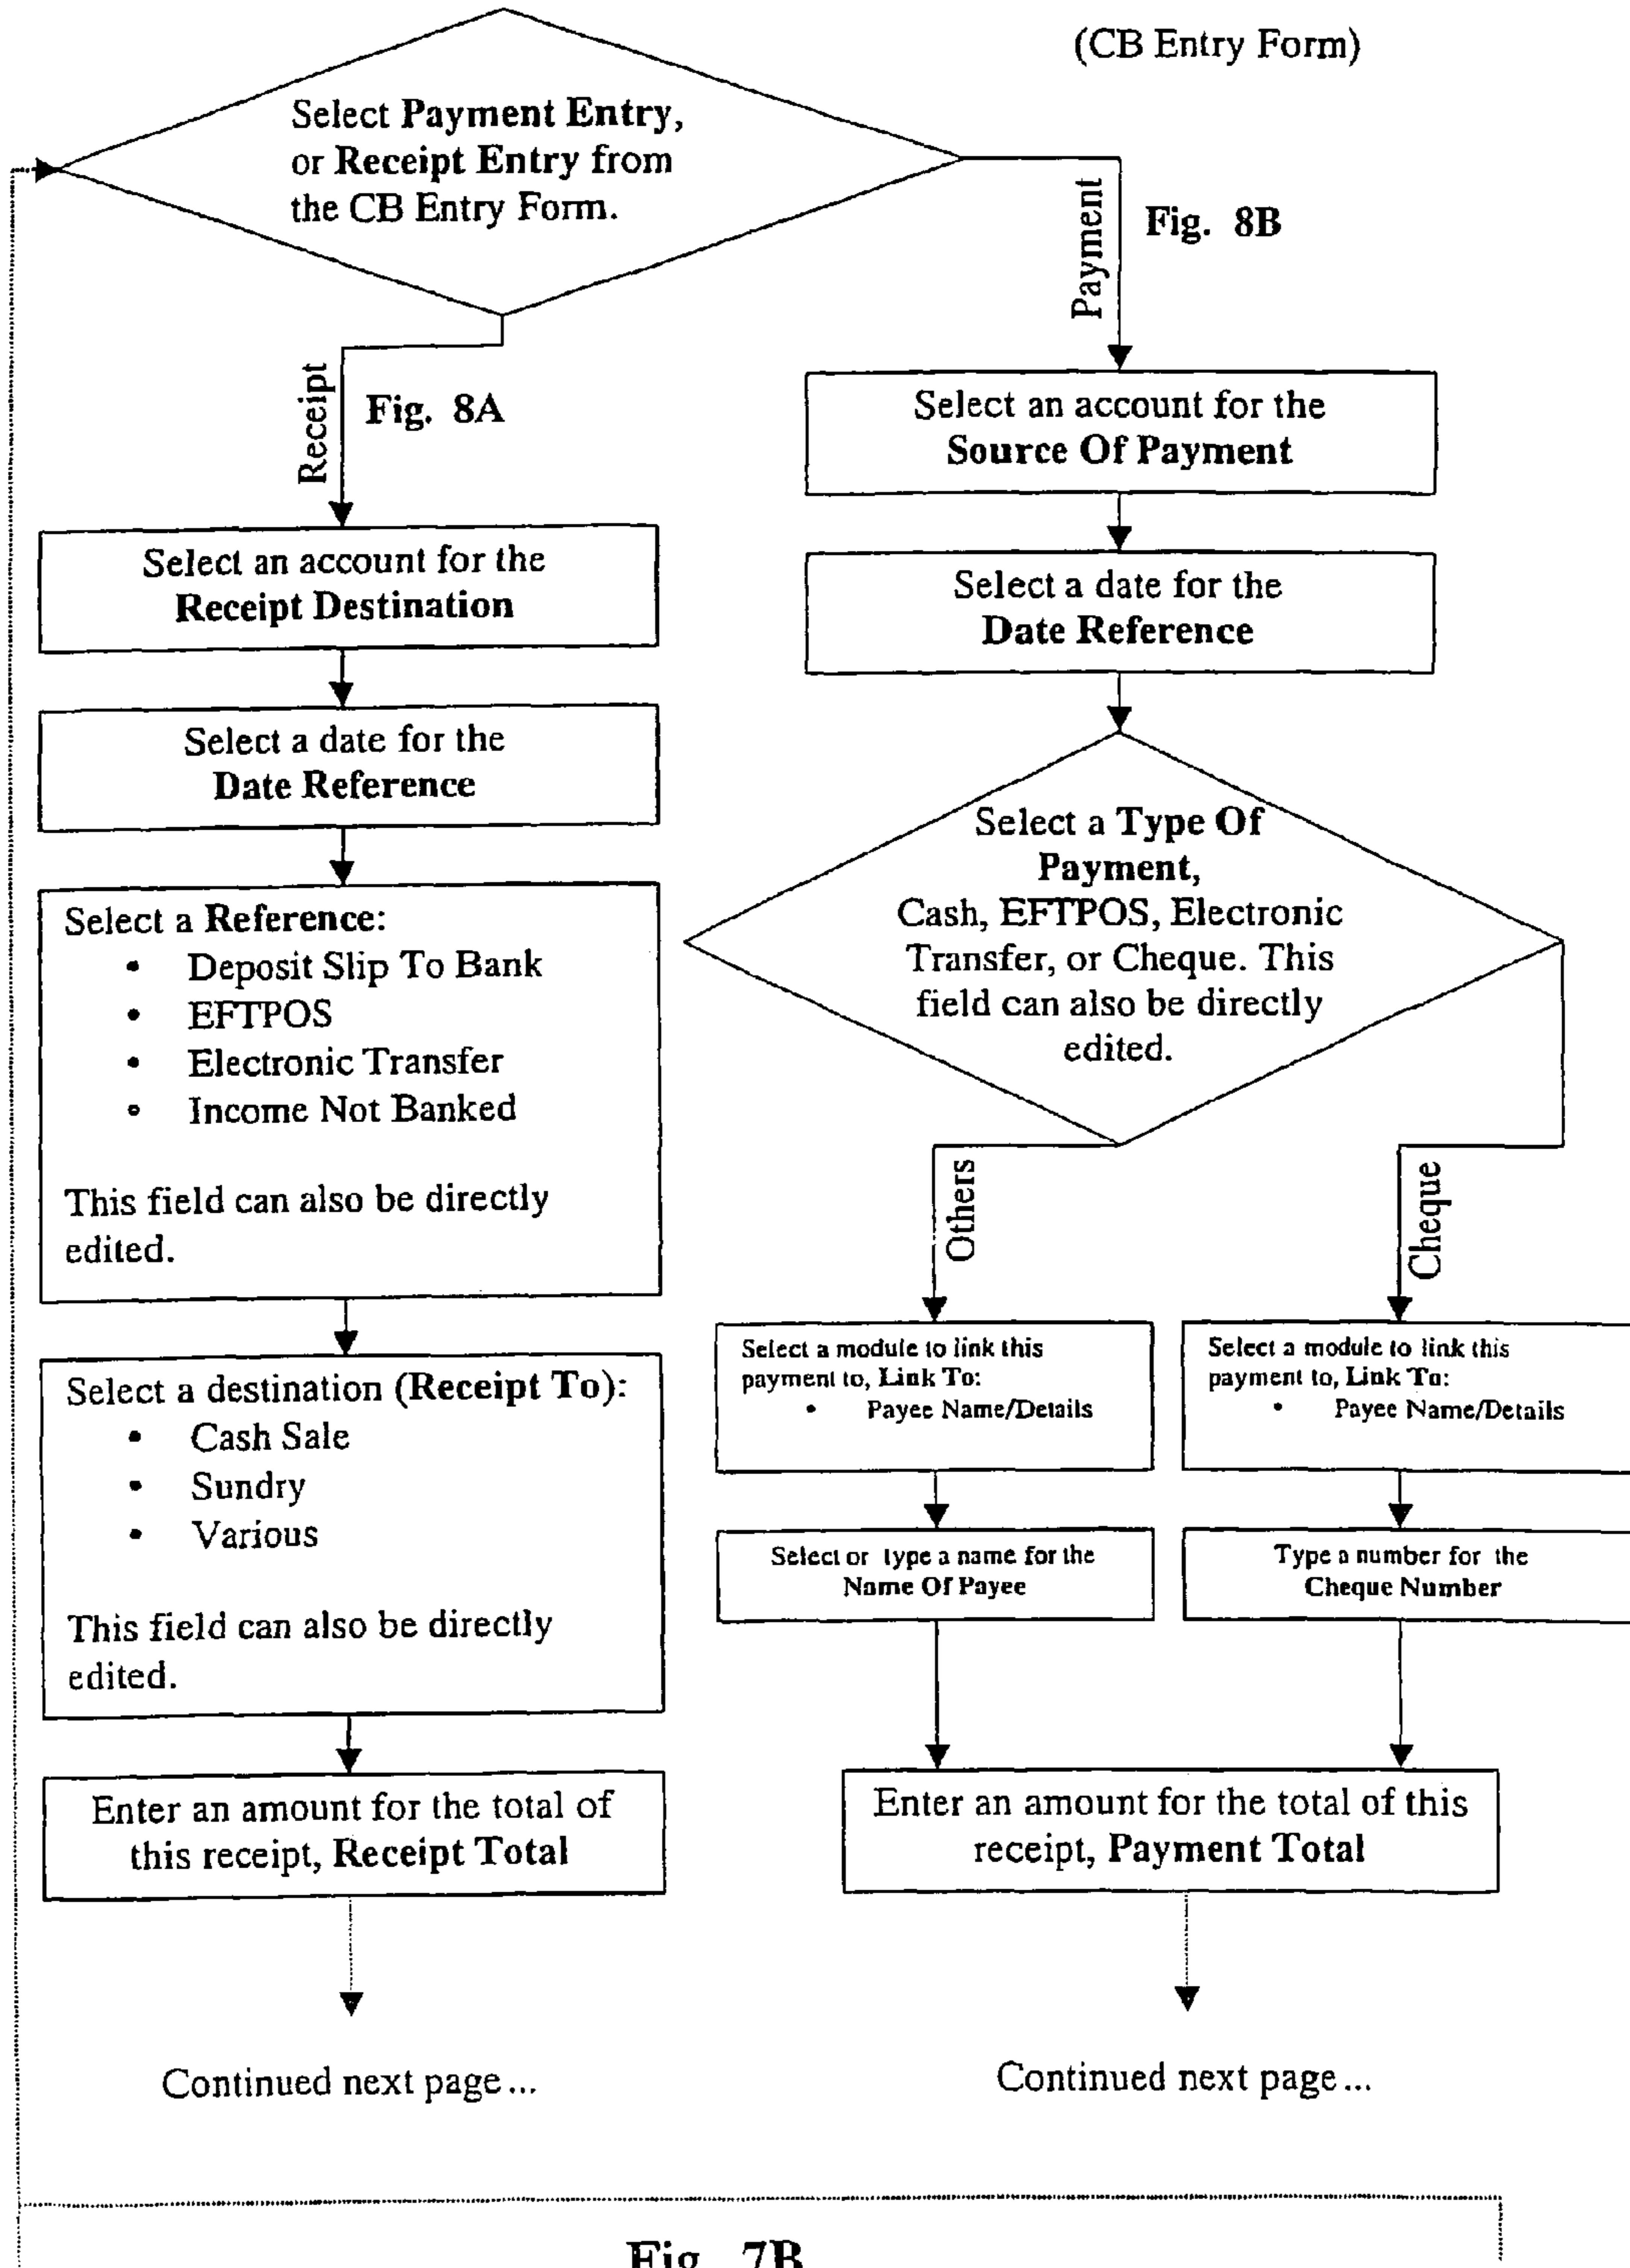 (CB Entry Form)
Select Payment Entry,
or Receipt Entry from
the CB Entry Form.
Payment
Fig. 8B
Receipt
Fig. 8A
Select an account for the
Receipt Destination
Select a date for the
Date Reference
Select a Reference:
• Deposit Slip To Bank
• EFTPOS
• Electronic Transfer
• Income Not Banked
This field can also be directly
edited.
Select a destination (Receipt To):
• Cash Sale
• Sundry
• Various
This field can also be directly
edited.
Enter an amount for the total of
this receipt, Receipt Total
Continued next page...
Select an account for the
Source Of Payment
Select a date for the
Date Reference
Select a Type Of
Payment,
Cash, EFTPOS, Electronic
Transfer, or Cheque. This
field can also be directly
edited.
Others
Cheque
Select a module to link this
payment to, Link To:
• Payee Name/Details
Select or type a name for the
Name Of Payee
Select a module to link this
payment to, Link To:
• Payee Name/Details
Type a number for the
Cheque Number
Enter an amount for the total of this
receipt, Payment Total
Continued next page...
Fig. 7B